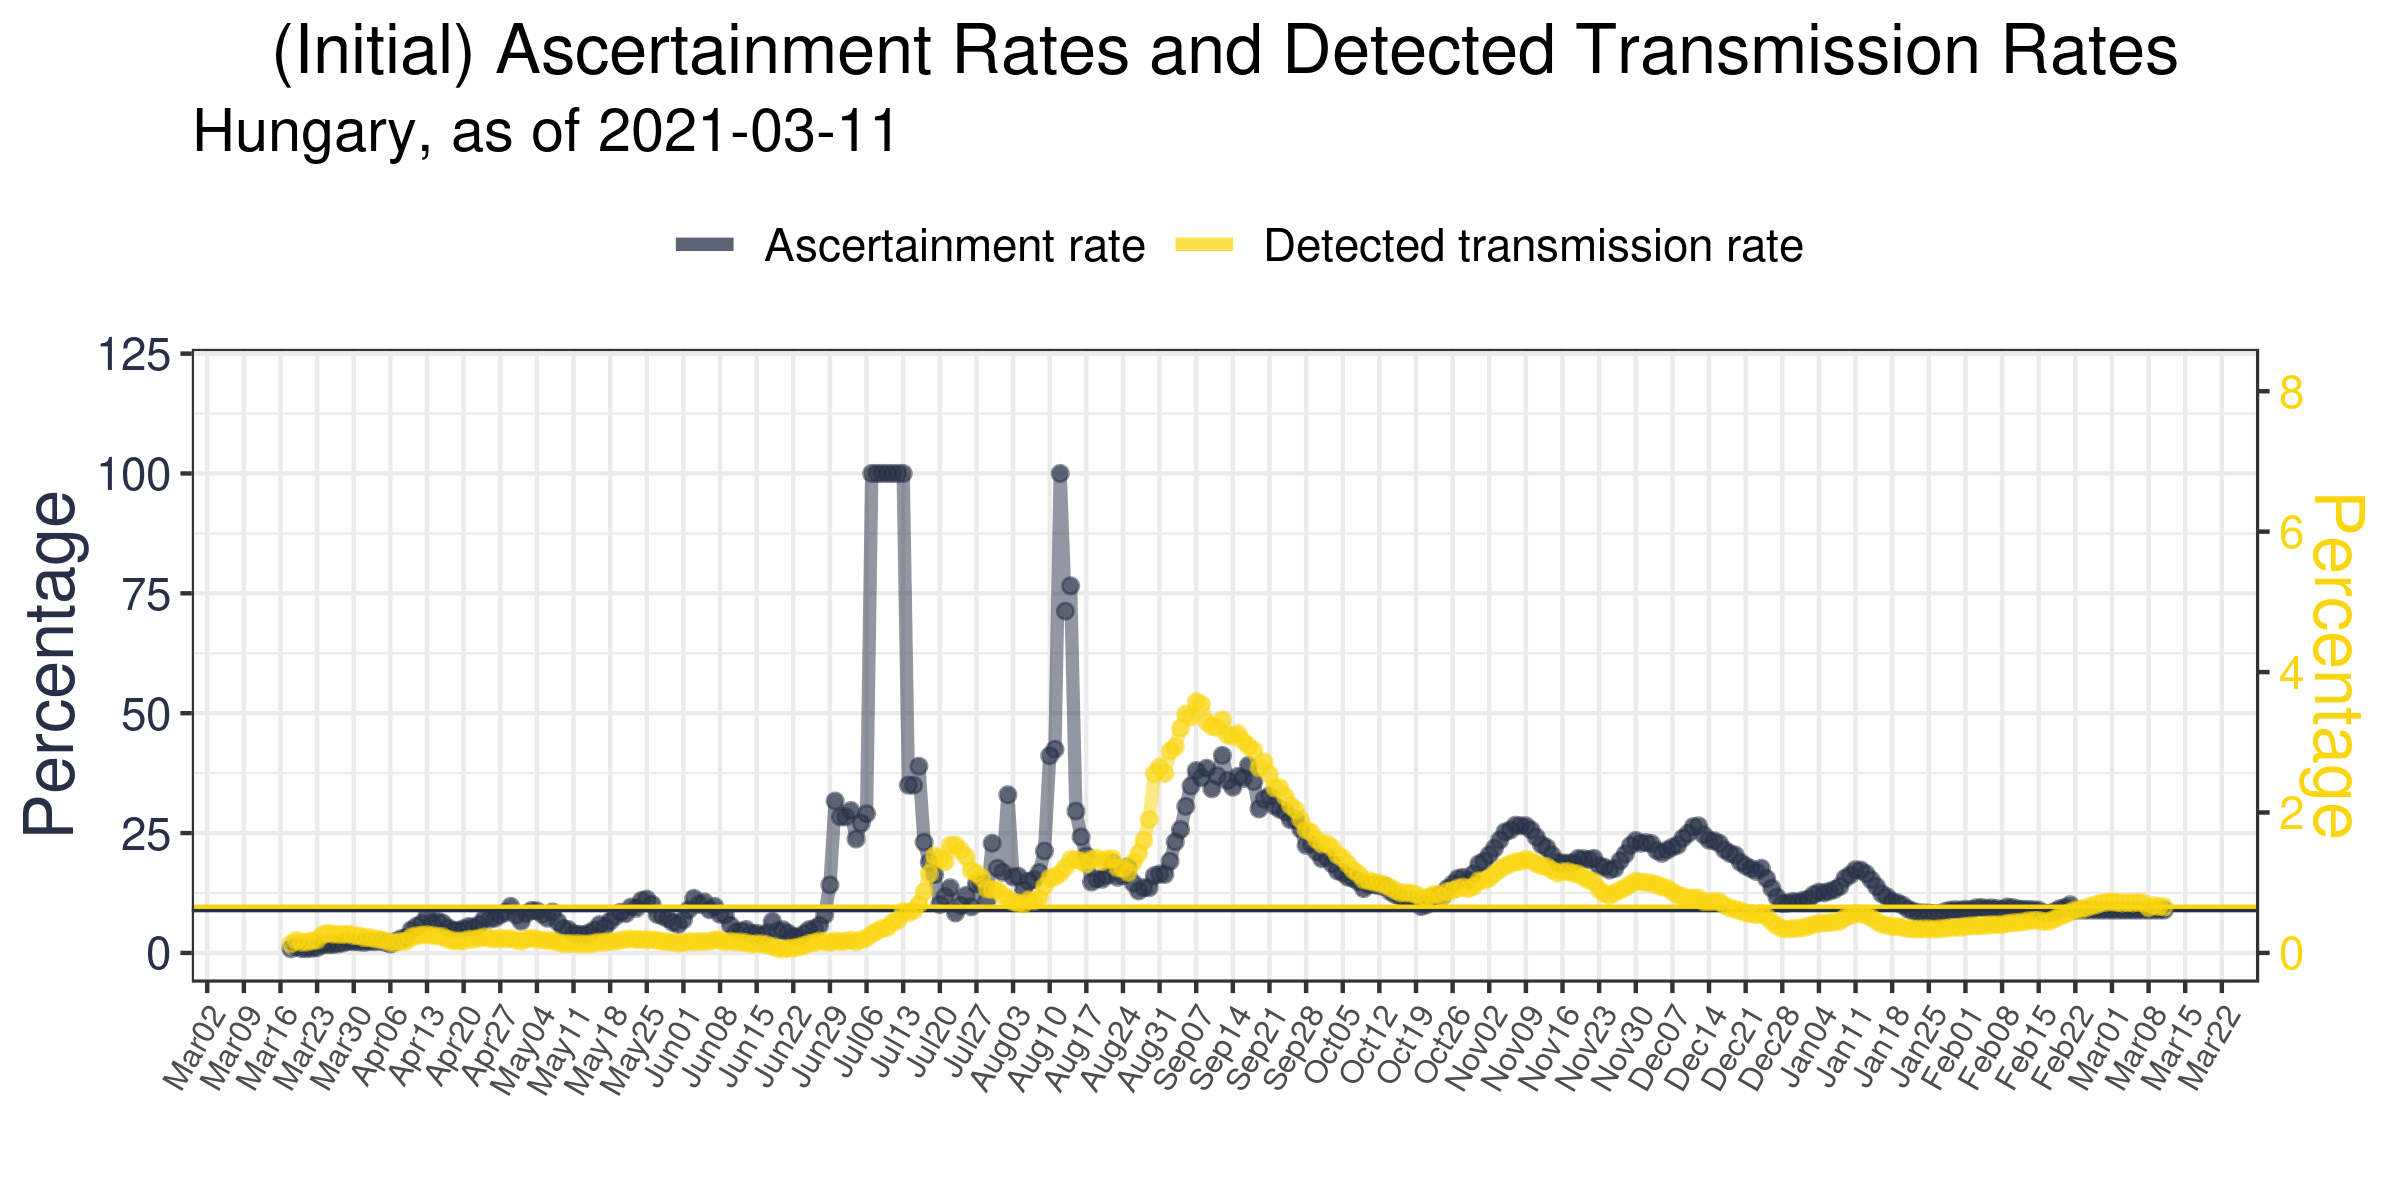 (Initial) Ascertainment Rates and Detected Transmission Rates
Hungary, as of 2021-03-11
Ascertainment rate
Detected transmission rate
Percentage
125
100
75
50
25
0
8
6
4
2
0
Percentage
Mar02
Mar09
Mar16
Mar23
Mar30
Apr06
Apr13
Apr20
Apr27
May04
May11
May18
May25
Jun01
Jun08
Jun15
Jun22
Jun29
Jul06
Jul13
Jul20
Jul27
Aug03
Aug10
Aug17
Aug24
Aug31
Sep07
Sep14
Sep21
Sep28
Oct05
Oct12
Oct19
Oct26
Nov02
Nov09
Nov16
Nov23
Nov30
Dec07
Dec14
Dec21
Dec28
Jan04
Jan11
Jan18
Jan25
Feb01
Feb08
Feb15
Feb22
Mar01
Mar08
Mar15
Mar22